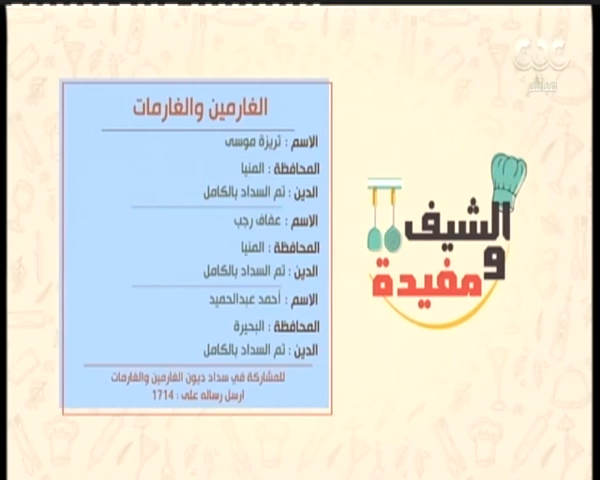 cbc
مباشر
الغارمين والغارمات
الاسم : تريزة موسى
المحافظة : المنيا
الدين : تم السداد بالكامل
الاسم : عفاف رجب
المحافظة : المنيا
الدين : تم السداد بالكامل
الاسم : أحمد عبدالحميد
المحافظة : البحيرة
الدين : تم السداد بالكامل
للمشاركة في سداد ديون الغارمين والغارمات
ارسل رساله على : 1714
الشيف
و
مفيدة